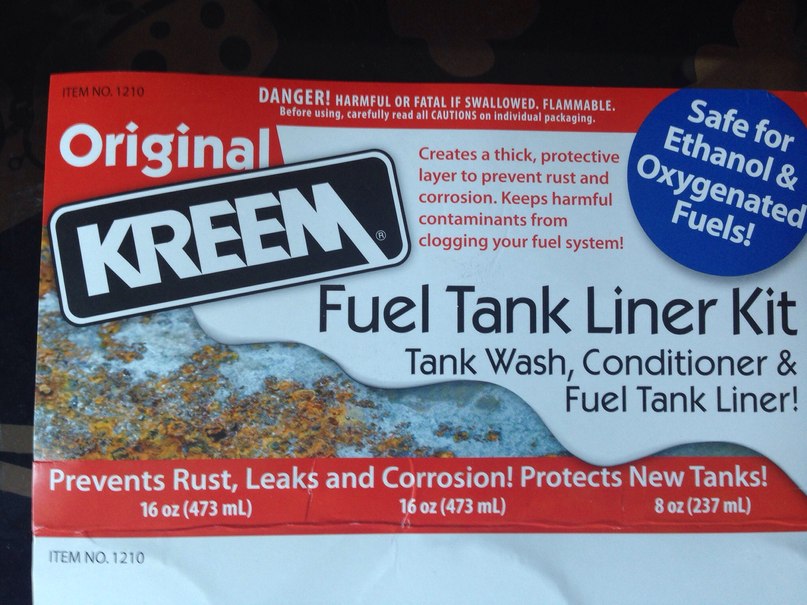 ITEM NO. 1210
DANGER! HARMFUL OR FATAL IF SWALLOWED. FLAMMABLE.
Before using, carefully read all CAUTIONS on individual packaging.
Original
KREEM®
Creates a thick, protective
layer to prevent rust and
corrosion. Keeps harmful
contaminants from
clogging your fuel system!
Safe for
Ethanol &
Oxygenated
Fuels!
Fuel Tank Liner Kit
Tank Wash, Conditioner &
Fuel Tank Liner!
Prevents Rust, Leaks and Corrosion! Protects New Tanks!
16 oz (473 mL) 16 oz (473 mL) 8 oz (237 mL)
ITEM NO. 1210